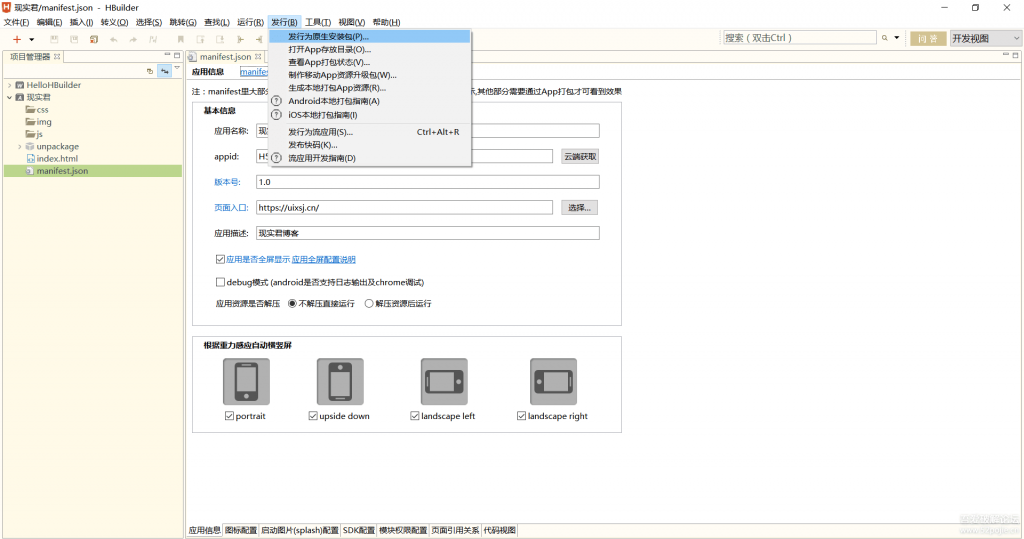 现实君/manifest.json - HBuilder
文件(F) 编辑(E) 插入(I) 转义(O) 选择(S) 跳转(G) 查找(L) 运行(R) 发行(B) 工具(T) 视图(V) 帮助(H)
搜索（双击Ctrl） 问 答 开发视图
发行为原生安装包(P)...
打开App存放目录(O)...
查看App打包状态(V)...
制作移动App资源升级包(W)...
生成本地打包App资源(R)...
Android本地打包指南(A)
iOS本地打包指南(I)
发行为流应用(S)... Ctrl+Alt+R
发布快码(K)...
流应用开发指南(D)
项目管理器
HelloHBuilder
现实君
css
img
js
unpackage
index.html
manifest.json
manifest.json
应用信息 manifes
注：manifest里大部分 示,其他部分需要通过App打包才可看到效果
基本信息
应用名称: 现
appid: H5 云端获取
版本号: 1.0
页面入口: https://uixsj.cn/ 选择...
应用描述: 现实君博客
应用是否全屏显示 应用全屏配置说明
debug模式 (android是否支持日志输出及chrome调试)
应用资源是否解压 不解压直接运行 解压资源后运行
根据重力感应自动横竖屏
portrait upside down landscape left landscape right
应用信息 图标配置 启动图片(splash)配置 SDK配置 模块权限配置 页面引用关系 代码视图